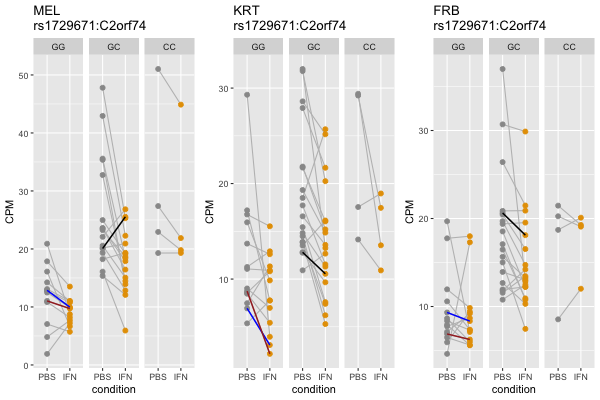 MEL
rs1729671:C2orf74
GG GC CC
CPM
50
40
30
20
10
0
PBS IFN PBS IFN PBS IFN
condition
KRT
rs1729671:C2orf74
GG GC CC
CPM
30
20
10
PBS IFN PBS IFN PBS IFN
condition
FRB
rs1729671:C2orf74
GG GC CC
CPM
30
20
10
PBS IFN PBS IFN PBS IFN
condition